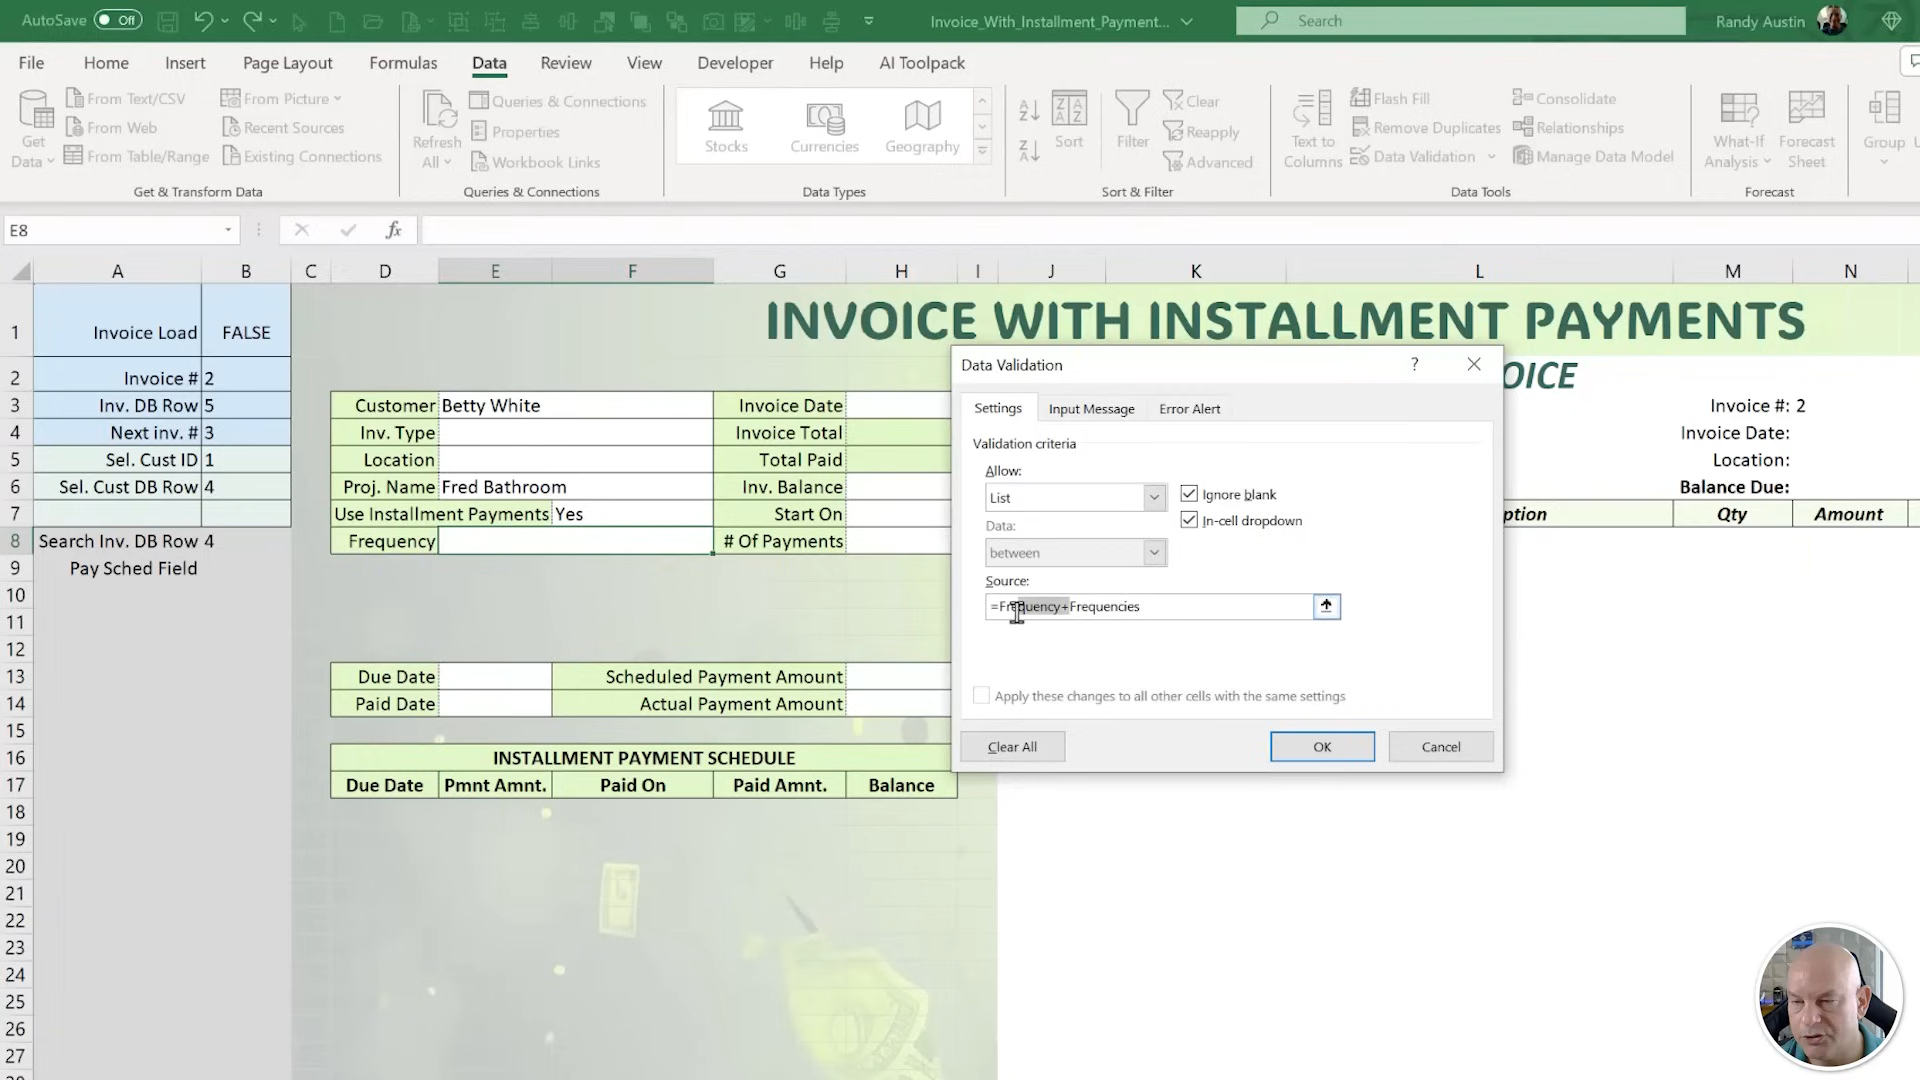 AutoSave Off Invoice_With_Installment_Payment... Search Randy Austin
File Home Insert Page Layout Formulas Data Review View Developer Help AI Toolpack
Get Data
From Text/CSV
From Web
From Table/Range
From Picture
Recent Sources
Existing Connections
Get & Transform Data
Refresh All
Queries & Connections
Properties
Workbook Links
Queries & Connections
Stocks Currencies Geography
Data Types
Sort
Filter
Clear
Reapply
Advanced
Sort & Filter
Text to Columns
Flash Fill
Remove Duplicates
Data Validation
Consolidate
Relationships
Manage Data Model
Data Tools
What-If Analysis
Forecast Sheet
Forecast
Group
E8 fx
A B C D E F G H I J K L M N
1 Invoice Load FALSE INVOICE WITH INSTALLMENT PAYMENTS
2 Invoice # 2 OICE
3 Inv. DB Row 5 Customer Betty White Invoice Date Invoice #: 2
4 Next inv. # 3 Inv. Type Invoice Total Invoice Date:
5 Sel. Cust ID 1 Location Total Paid Location:
6 Sel. Cust DB Row 4 Proj. Name Fred Bathroom Inv. Balance Balance Due:
7 Use Installment Payments Yes Start On ption Qty Amount
8 Search Inv. DB Row 4 Frequency # Of Payments
9 Pay Sched Field
10
11
12
13 Due Date Scheduled Payment Amount
14 Paid Date Actual Payment Amount
15
16 INSTALLMENT PAYMENT SCHEDULE
17 Due Date Pmnt Amnt. Paid On Paid Amnt. Balance
18
19
20
21
22
23
24
25
26
27
Data Validation ?
Settings Input Message Error Alert
Validation criteria
Allow:
List Ignore blank
In-cell dropdown
Data:
between
Source:
=Frequency+Frequencies
Apply these changes to all other cells with the same settings
Clear All OK Cancel